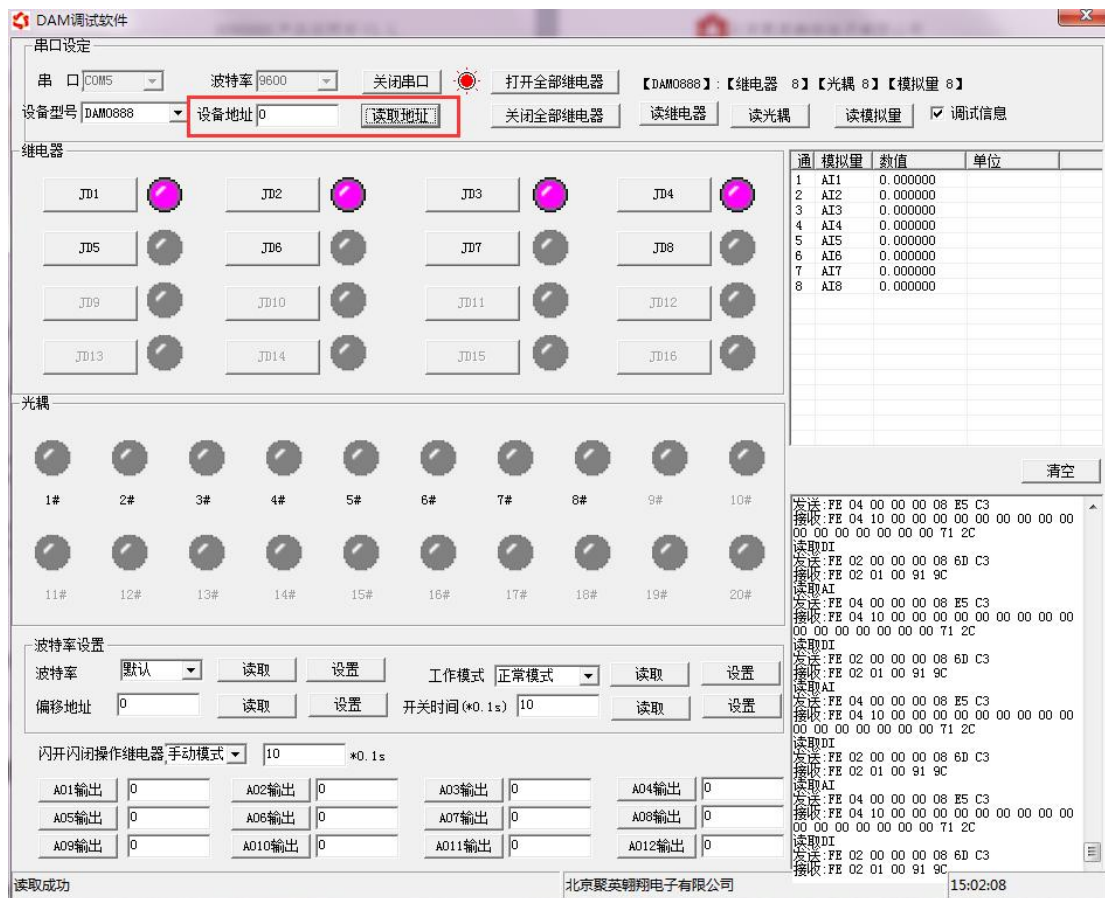 DAM调试软件
串口设定
串 口 COM5 波特率 9600 关闭串口 打开全部继电器 【DAM0888】:【继电器 8】【光耦 8】【模拟量 8】
设备型号 DAM0888 设备地址 0 读取地址 关闭全部继电器 读继电器 读光耦 读模拟量 调试信息
继电器
JD1 JD2 JD3 JD4
JD5 JD6 JD7 JD8
JD9 JD10 JD11 JD12
JD13 JD14 JD15 JD16
通 模拟量 数值 单位
1 AI1 0.000000
2 AI2 0.000000
3 AI3 0.000000
4 AI4 0.000000
5 AI5 0.000000
6 AI6 0.000000
7 AI7 0.000000
8 AI8 0.000000
光耦
1# 2# 3# 4# 5# 6# 7# 8# 9# 10#
11# 12# 13# 14# 15# 16# 17# 18# 19# 20#
清空
发送:FE 04 00 00 00 08 E5 C3
接收:FE 04 10 00 00 00 00 00 00 00 00 00
00 00 00 00 00 00 00 71 2C
读取DI
发送:FE 02 00 00 00 08 6D C3
接收:FE 02 01 00 91 9C
读取AI
发送:FE 04 00 00 00 08 E5 C3
接收:FE 04 10 00 00 00 00 00 00 00 00 00
00 00 00 00 00 00 00 71 2C
读取DI
发送:FE 02 00 00 00 08 6D C3
接收:FE 02 01 00 91 9C
读取AI
发送:FE 04 00 00 00 08 E5 C3
接收:FE 04 10 00 00 00 00 00 00 00 00 00
00 00 00 00 00 00 00 71 2C
读取DI
发送:FE 02 00 00 00 08 6D C3
接收:FE 02 01 00 91 9C
读取AI
发送:FE 04 00 00 00 08 E5 C3
接收:FE 04 10 00 00 00 00 00 00 00 00 00
00 00 00 00 00 00 00 71 2C
读取DI
发送:FE 02 00 00 00 08 6D C3
接收:FE 02 01 00 91 9C
波特率设置
波特率 默认 读取 设置 工作模式 正常模式 读取 设置
偏移地址 0 读取 设置 开关时间(*0.1s) 10 读取 设置
闪开闪闭操作继电器 手动模式 10 *0.1s
AO1输出 0 AO2输出 0 AO3输出 0 AO4输出 0
AO5输出 0 AO6输出 0 AO7输出 0 AO8输出 0
AO9输出 0 AO10输出 0 AO11输出 0 AO12输出 0
读取成功 北京聚英翱翔电子有限公司 15:02:08